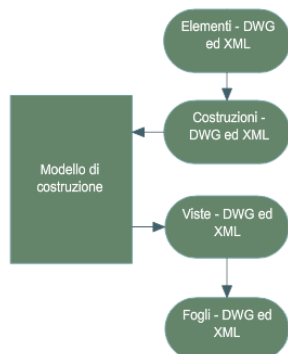 Elementi - DWG
ed XML
Costruzioni -
DWG ed XML
Modello di
costruzione
Viste - DWG ed
XML
Fogli - DWG ed
XML